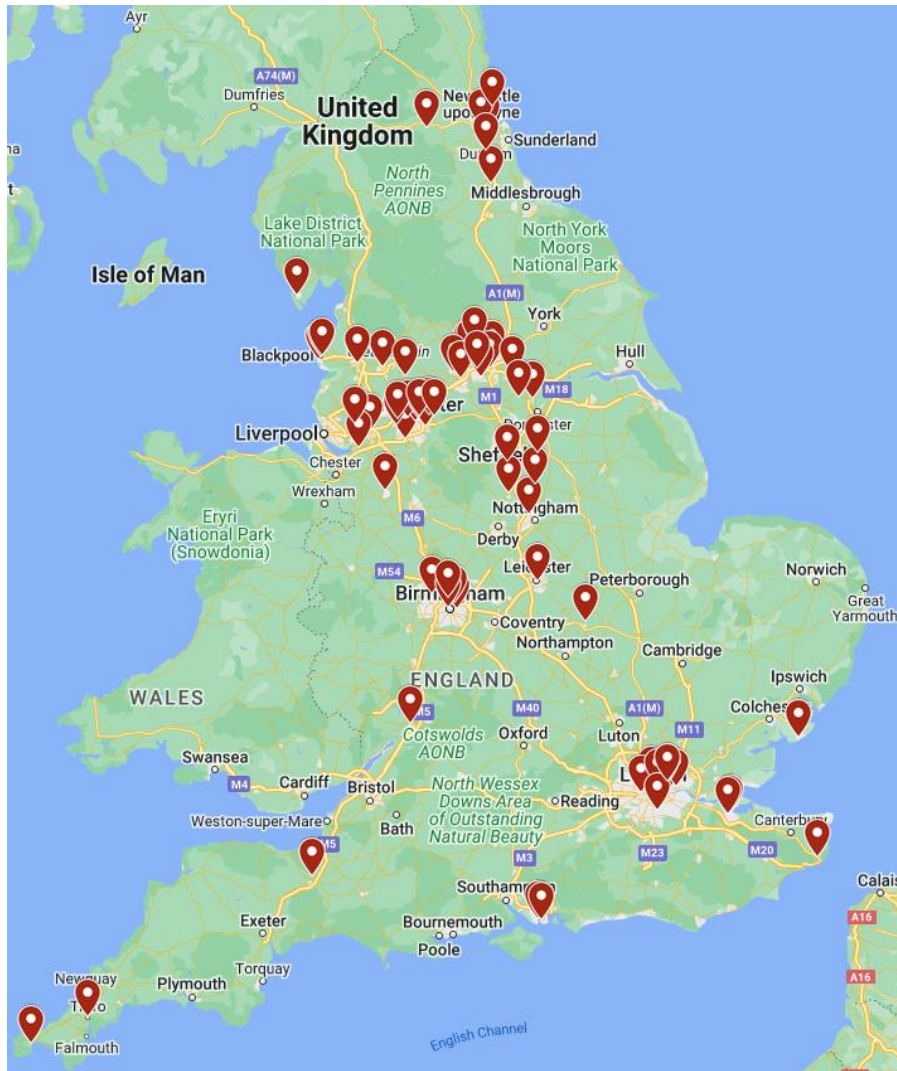 Ayr
A74(M)
Dumfries
United
Kingdom
Sunderland
Middlesbrough
North
Pennines
AONB
Lake District
National Park
North York
Moors
National Park
Isle of Man
A1(M)
York
Blackpool
Hull
M1
M18
Liverpool
Chester
Wrexham
Eryri
National Park
(Snowdonia)
M6
Nottingham
Derby
M54
Peterborough
Norwich
Great
Yarmouth
Coventry
Northampton
Cambridge
WALES
ENGLAND
Ipswich
M40
A1(M)
M11
Cotswolds
AONB
Oxford
Luton
Swansea
M4
Cardiff
Bristol
North Wessex
Downs Area
of Outstanding
Natural Beauty
Reading
Weston-super-Mare
Bath
Canterbury
M3
M23
M20
Calais
Exeter
Bournemouth
Poole
A16
Torquay
Plymouth
Newquay
Falmouth
A16
English Channel